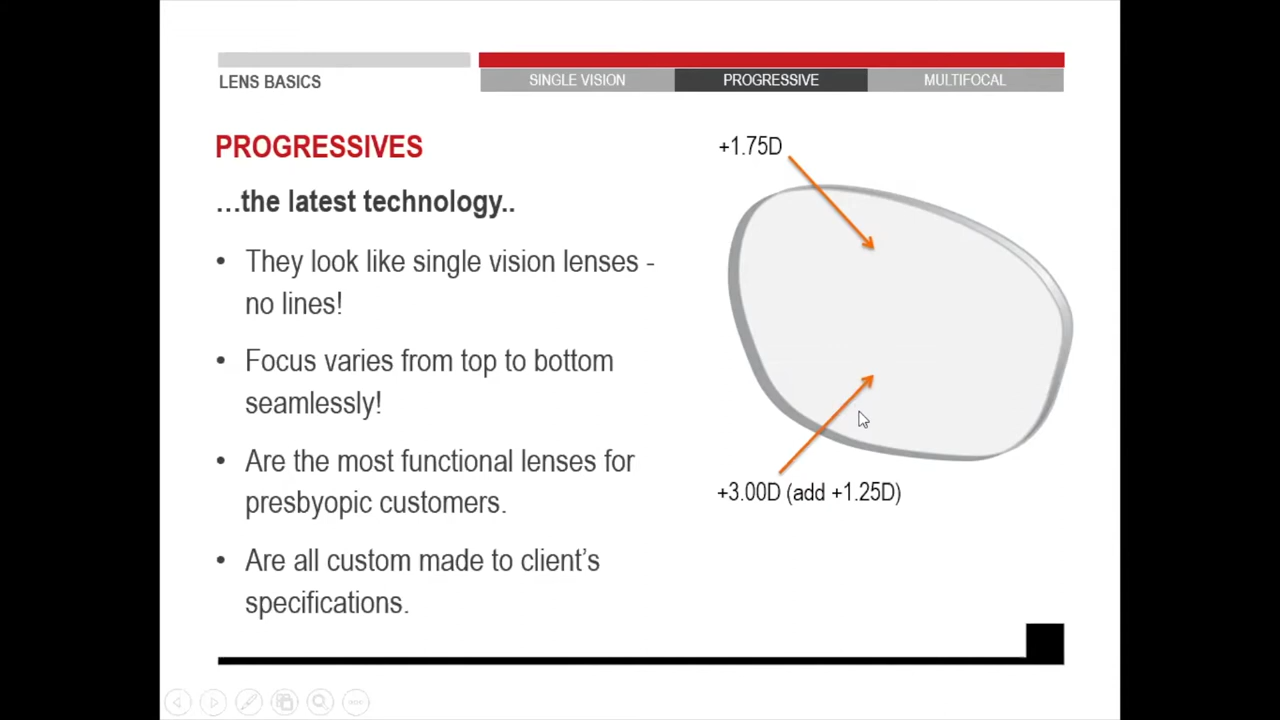 LENS BASICS
SINGLE VISION
PROGRESSIVE
MULTIFOCAL
PROGRESSIVES
…the latest technology..
• They look like single vision lenses -
no lines!
• Focus varies from top to bottom
seamlessly!
• Are the most functional lenses for
presbyopic customers.
• Are all custom made to client’s
specifications.
+1.75D
+3.00D (add +1.25D)